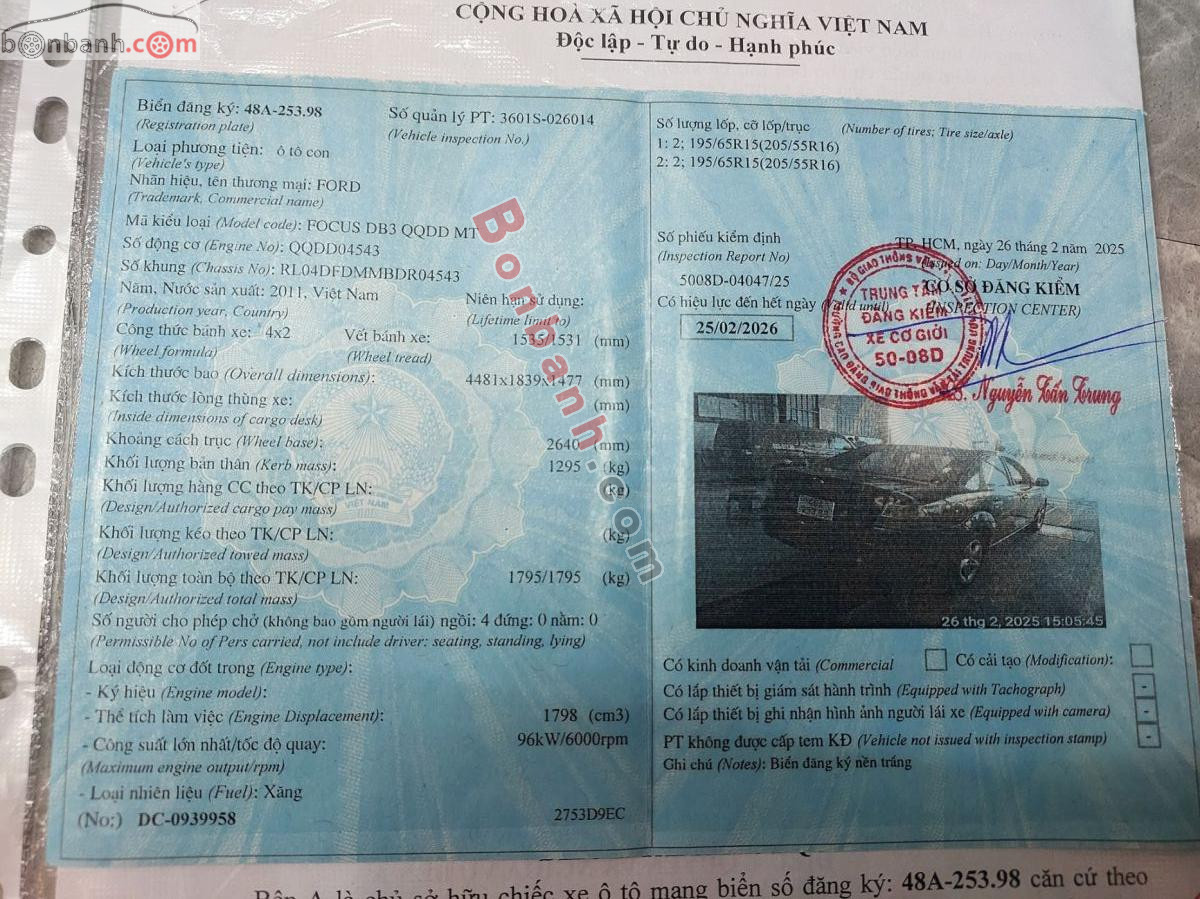 bonbanh.com
CỘNG HOÀ XÃ HỘI CHỦ NGHĨA VIỆT NAM
Độc lập - Tự do - Hạnh phúc
Biển đăng ký: 48A-253.98
(Registration plate)
Số quản lý PT: 3601S-026014
(Vehicle inspection No.)
Loại phương tiện: ô tô con
(Vehicle's type)
Nhãn hiệu, tên thương mại: FORD
(Trademark, Commercial name)
Mã kiểu loại (Model code): FOCUS DB3 QQDD MT
Số động cơ (Engine No): QQDD04543
Số khung (Chassis No): RL04DFDMMBDR04543
Năm, Nước sản xuất: 2011, Việt Nam
(Production year, Country)
Niên hạn sử dụng:
(Lifetime limit to)
Công thức bánh xe: 4x2
(Wheel formula)
Vết bánh xe: 1535/1531 (mm)
(Wheel tread)
Kích thước bao (Overall dimensions): 4481x1839x1477 (mm)
Kích thước lòng thùng xe: (mm)
(Inside dimensions of cargo desk)
Khoảng cách trục (Wheel base): 2640 (mm)
Khối lượng bản thân (Kerb mass): 1295 (kg)
Khối lượng hàng CC theo TK/CP LN: (kg)
(Design/Authorized cargo pay mass)
Khối lượng kéo theo TK/CP LN: (kg)
(Design/Authorized towed mass)
Khối lượng toàn bộ theo TK/CP LN: 1795/1795 (kg)
(Design/Authorized total mass)
Số người cho phép chở (không bao gồm người lái) ngồi: 4 đứng: 0 nằm: 0
(Permissible No of Pers carried, not include driver: seating, standing, lying)
Loại động cơ đốt trong (Engine type):
- Ký hiệu (Engine model):
- Thể tích làm việc (Engine Displacement): 1798 (cm3)
- Công suất lớn nhất/tốc độ quay: 96kW/6000rpm
(Maximum engine output/rpm)
- Loại nhiên liệu (Fuel): Xăng
(No:) DC-0939958 2753D9EC
VIỆT NAM
Bonbanh.com
Số lượng lốp, cỡ lốp/trục (Number of tires; Tire size/axle)
1: 2; 195/65R15(205/55R16)
2: 2; 195/65R15(205/55R16)
Số phiếu kiểm định
(Inspection Report No)
5008D-04047/25
TP. HCM, ngày 26 tháng 2 năm 2025
(Issued on: Day/Month/Year)
CƠ SỞ ĐĂNG KIỂM
(INSPECTION CENTER)
Có hiệu lực đến hết ngày (Valid until)
25/02/2026
TRUNG TÂM
ĐĂNG KIỂM
XE CƠ GIỚI
50-08D
Nguyễn Tấn Trung
26 thg 2, 2025 15:05:45
Có kinh doanh vận tải (Commercial Có cải tạo (Modification):
Có lắp thiết bị giám sát hành trình (Equipped with Tachograph) -
Có lắp thiết bị ghi nhận hình ảnh người lái xe (Equipped with camera) -
PT không được cấp tem KĐ (Vehicle not issued with inspection stamp) -
Ghi chú (Notes): Biển đăng ký nền trắng
Bên A là chủ sở hữu chiếc xe ô tô mang biển số đăng ký: 48A-253.98 căn cứ theo